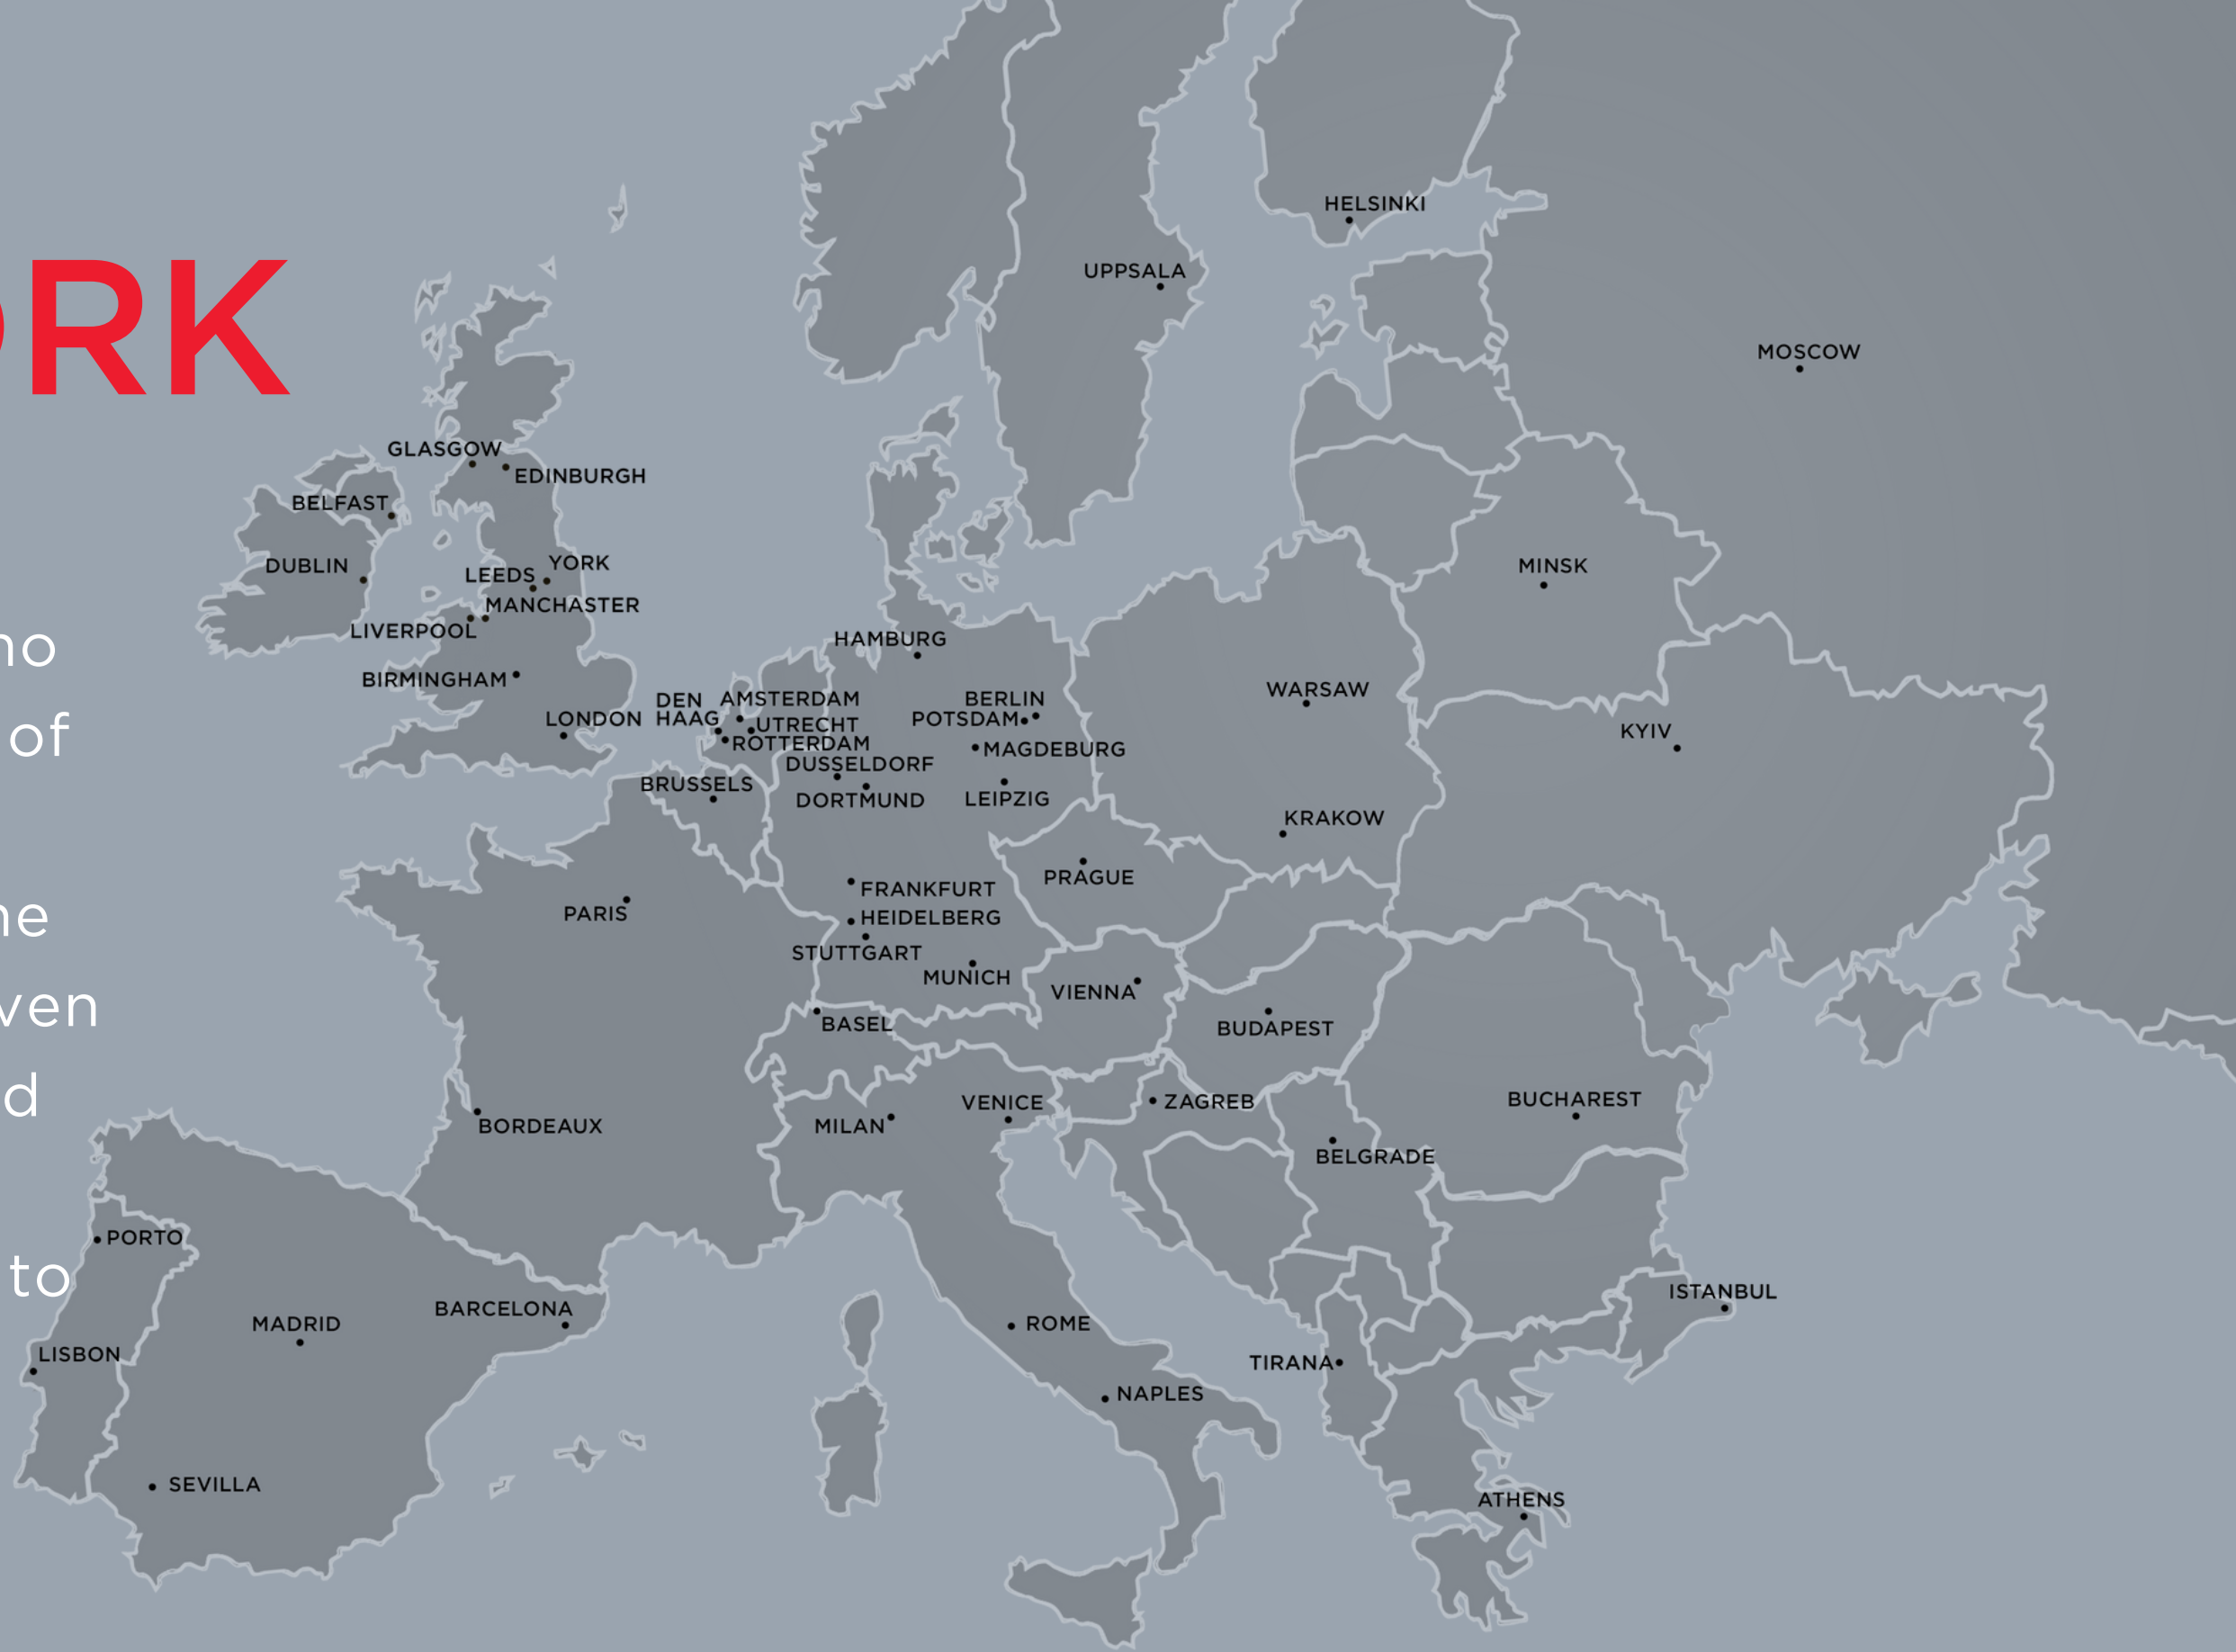 ORK
no
of
ne
ven
d
to
HELSINKI
UPPSALA
MOSCOW
GLASGOW
EDINBURGH
BELFAST
DUBLIN
YORK
LEEDS
MANCHASTER
LIVERPOOL
MINSK
HAMBURG
BIRMINGHAM
LONDON
DEN
HAAG
AMSTERDAM
UTRECHT
ROTTERDAM
BERLIN
POTSDAM
MAGDEBURG
WARSAW
KYIV
DUSSELDORF
BRUSSELS
DORTMUND
LEIPZIG
KRAKOW
PRAGUE
FRANKFURT
HEIDELBERG
PARIS
STUTTGART
MUNICH
VIENNA
BASEL
BUDAPEST
BORDEAUX
MILAN
VENICE
ZAGREB
BUCHAREST
BELGRADE
PORTO
ISTANBUL
BARCELONA
MADRID
ROME
LISBON
TIRANA
NAPLES
SEVILLA
ATHENS